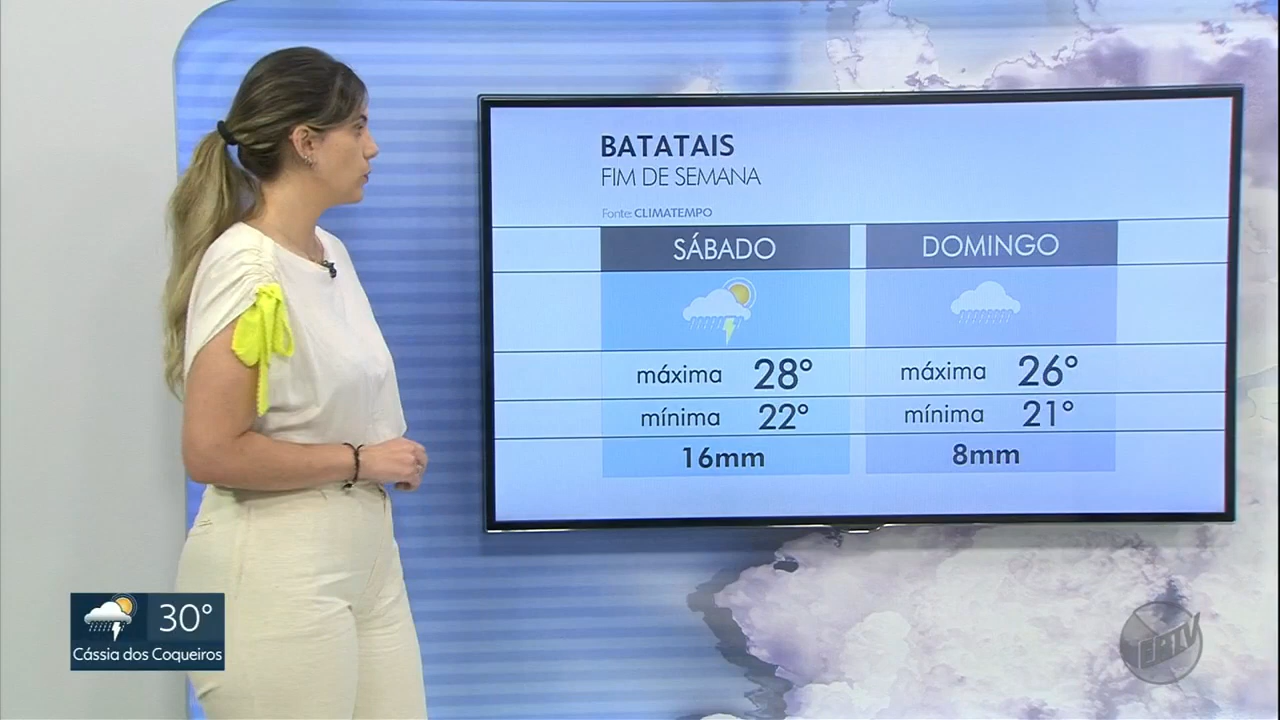 BATATAIS
FIM DE SEMANA
Fonte: CLIMATEMPO
SÁBADO DOMINGO
máxima 28° máxima 26°
mínima 22° mínima 21°
16mm 8mm
30°
Cássia dos Coqueiros
EPTV